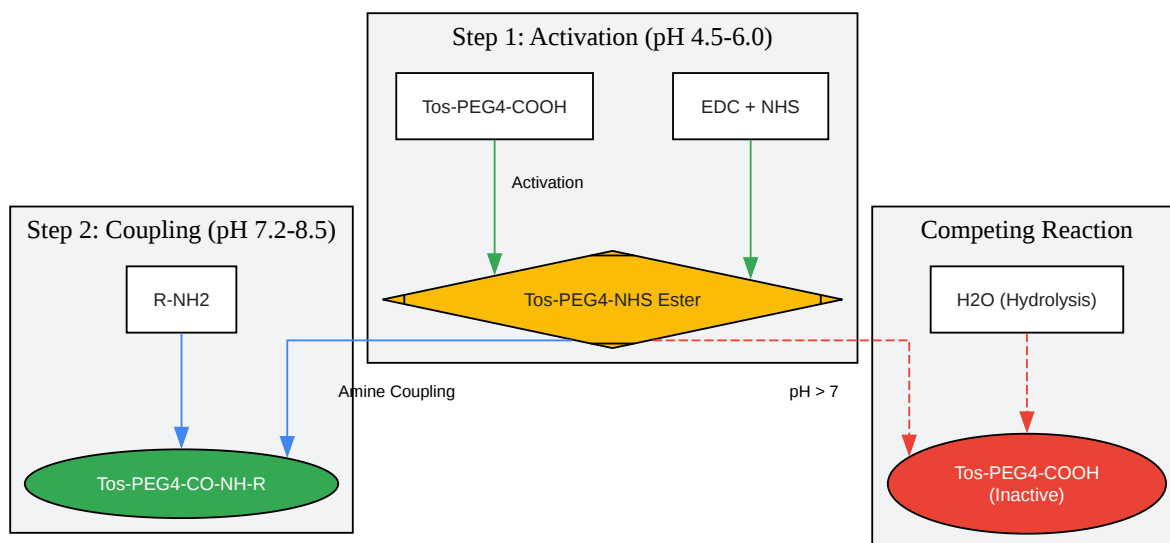 Step 1: Activation (pH 4.5-6.0)
Tos-PEG4-COOH
EDC + NHS
Activation
Tos-PEG4-NHS Ester
Step 2: Coupling (pH 7.2-8.5)
R-NH2
Amine Coupling
Tos-PEG4-CO-NH-R
Competing Reaction
H2O (Hydrolysis)
pH > 7
Tos-PEG4-COOH
(Inactive)